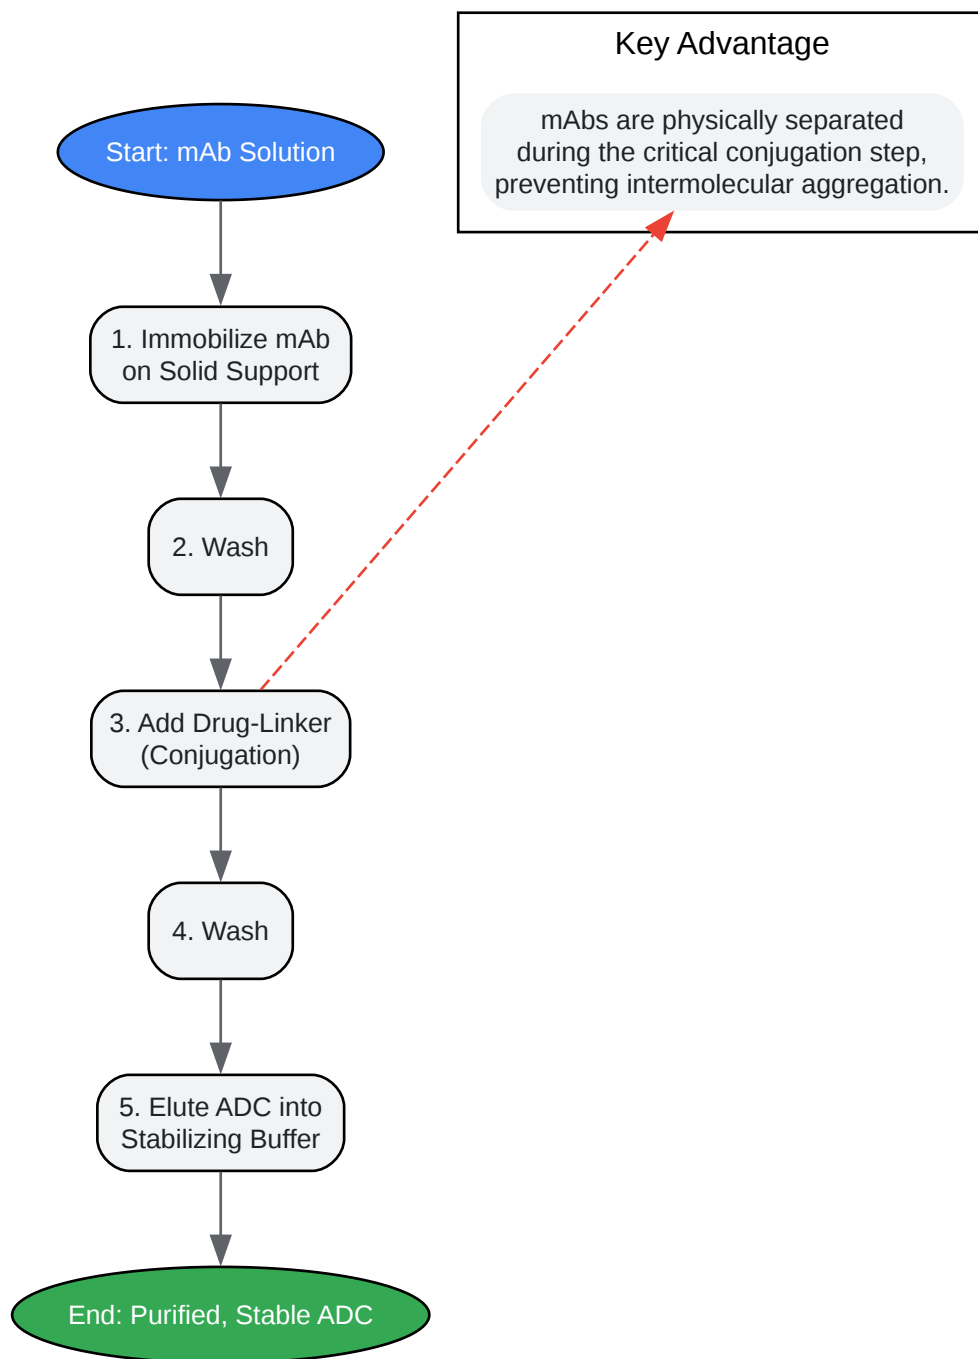 Key Advantage
mAbs are physically separated
during the critical conjugation step,
preventing intermolecular aggregation.
Start: mAb Solution
1. Immobilize mAb
on Solid Support
2. Wash
3. Add Drug-Linker
(Conjugation)
4. Wash
5. Elute ADC into
Stabilizing Buffer
End: Purified, Stable ADC